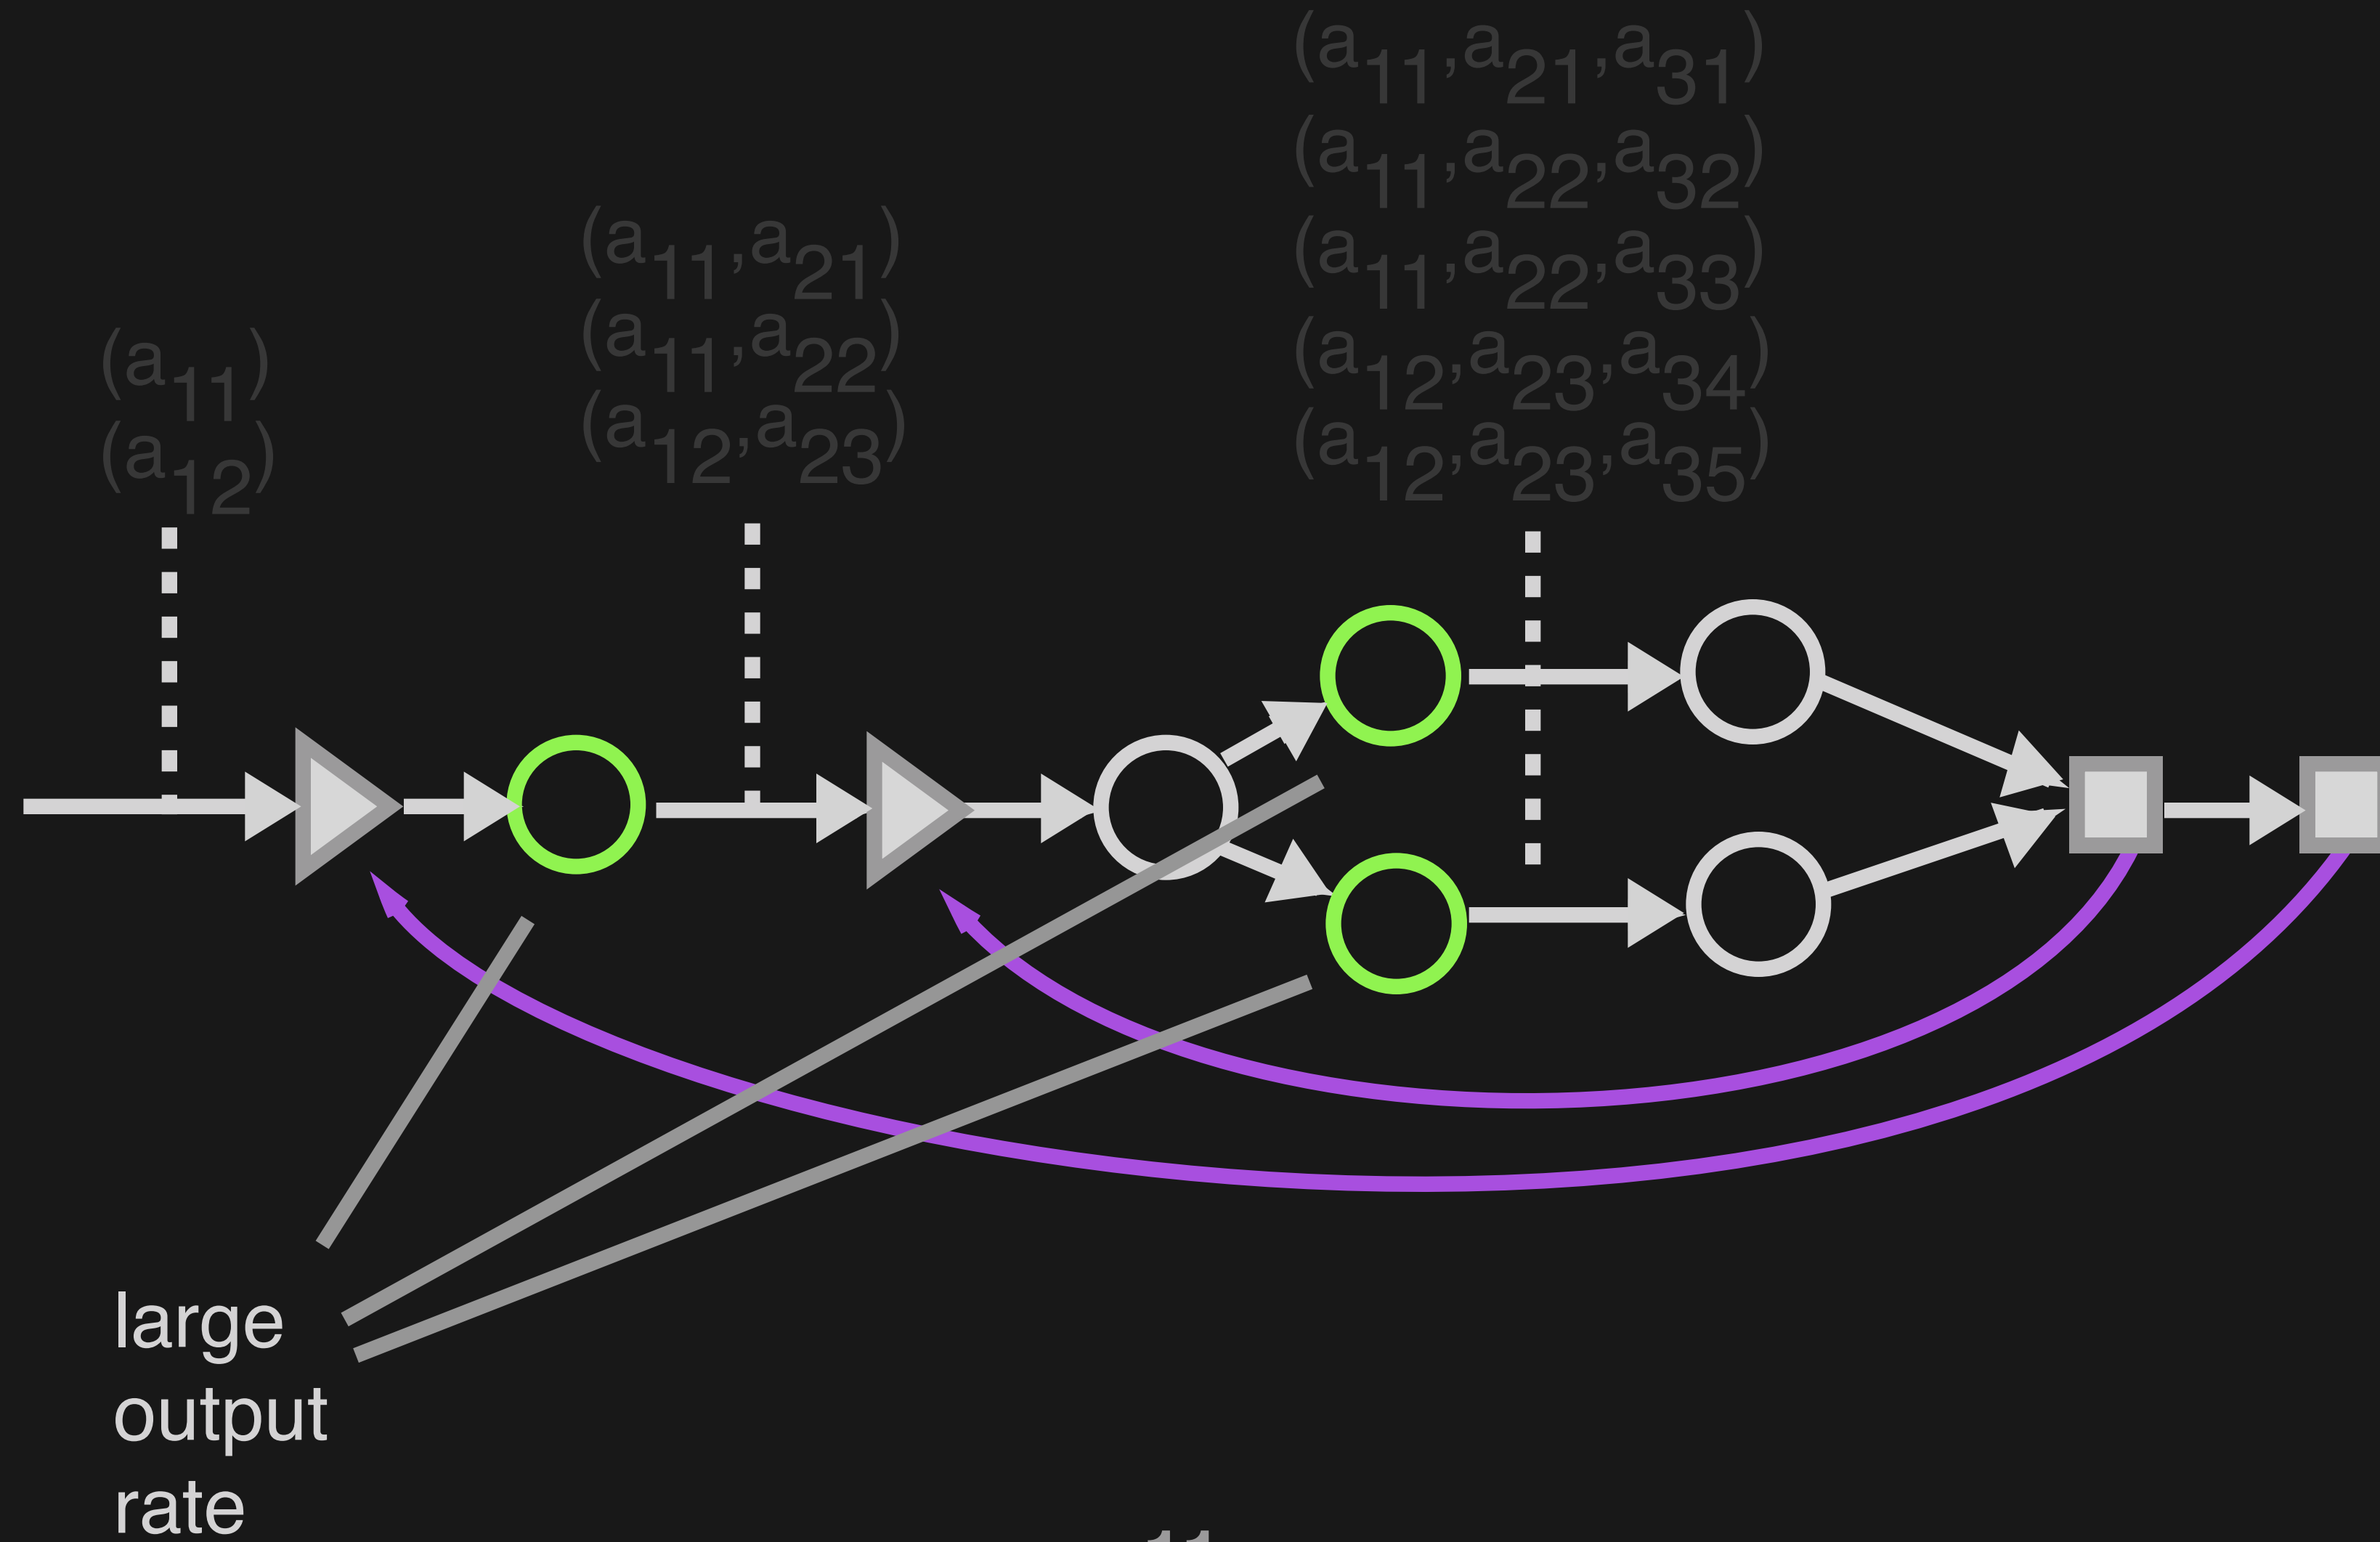 (a11)
(a12)
(a11,a21)
(a11,a22)
(a12,a23)
(a11,a21,a31)
(a11,a22,a32)
(a11,a22,a33)
(a12,a23,a34)
(a12,a23,a35)
large
output
rate